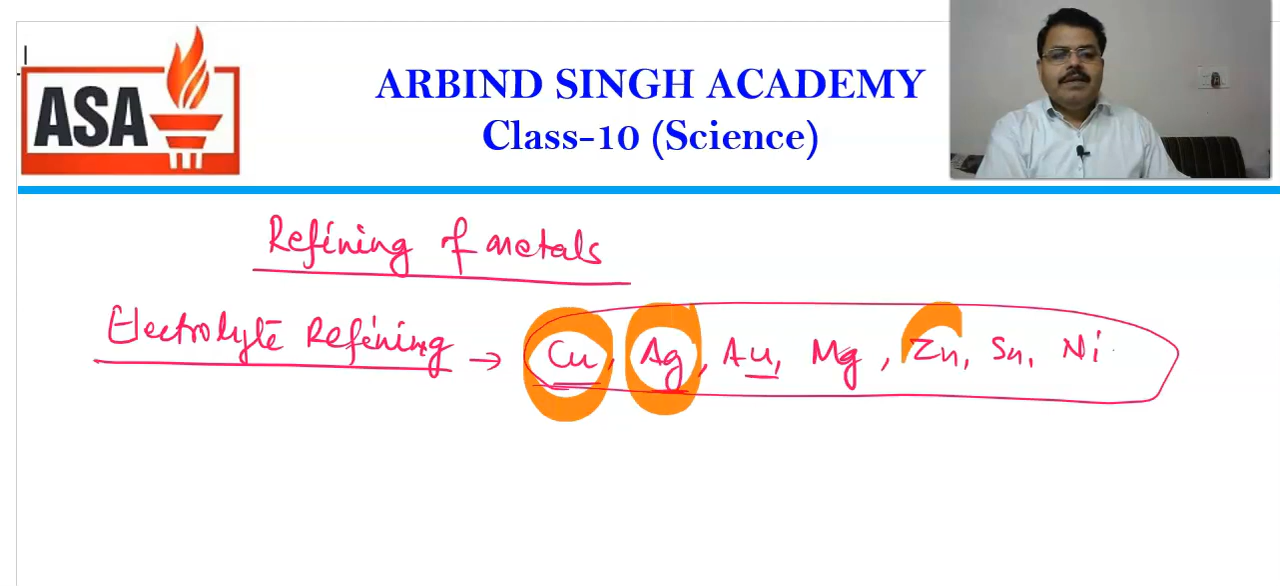 ASA
ARBIND SINGH ACADEMY
Class-10 (Science)
Refining of metals
Electrolyte Refining → Cu, Ag, Au, Mg, Zn, Sn, Ni